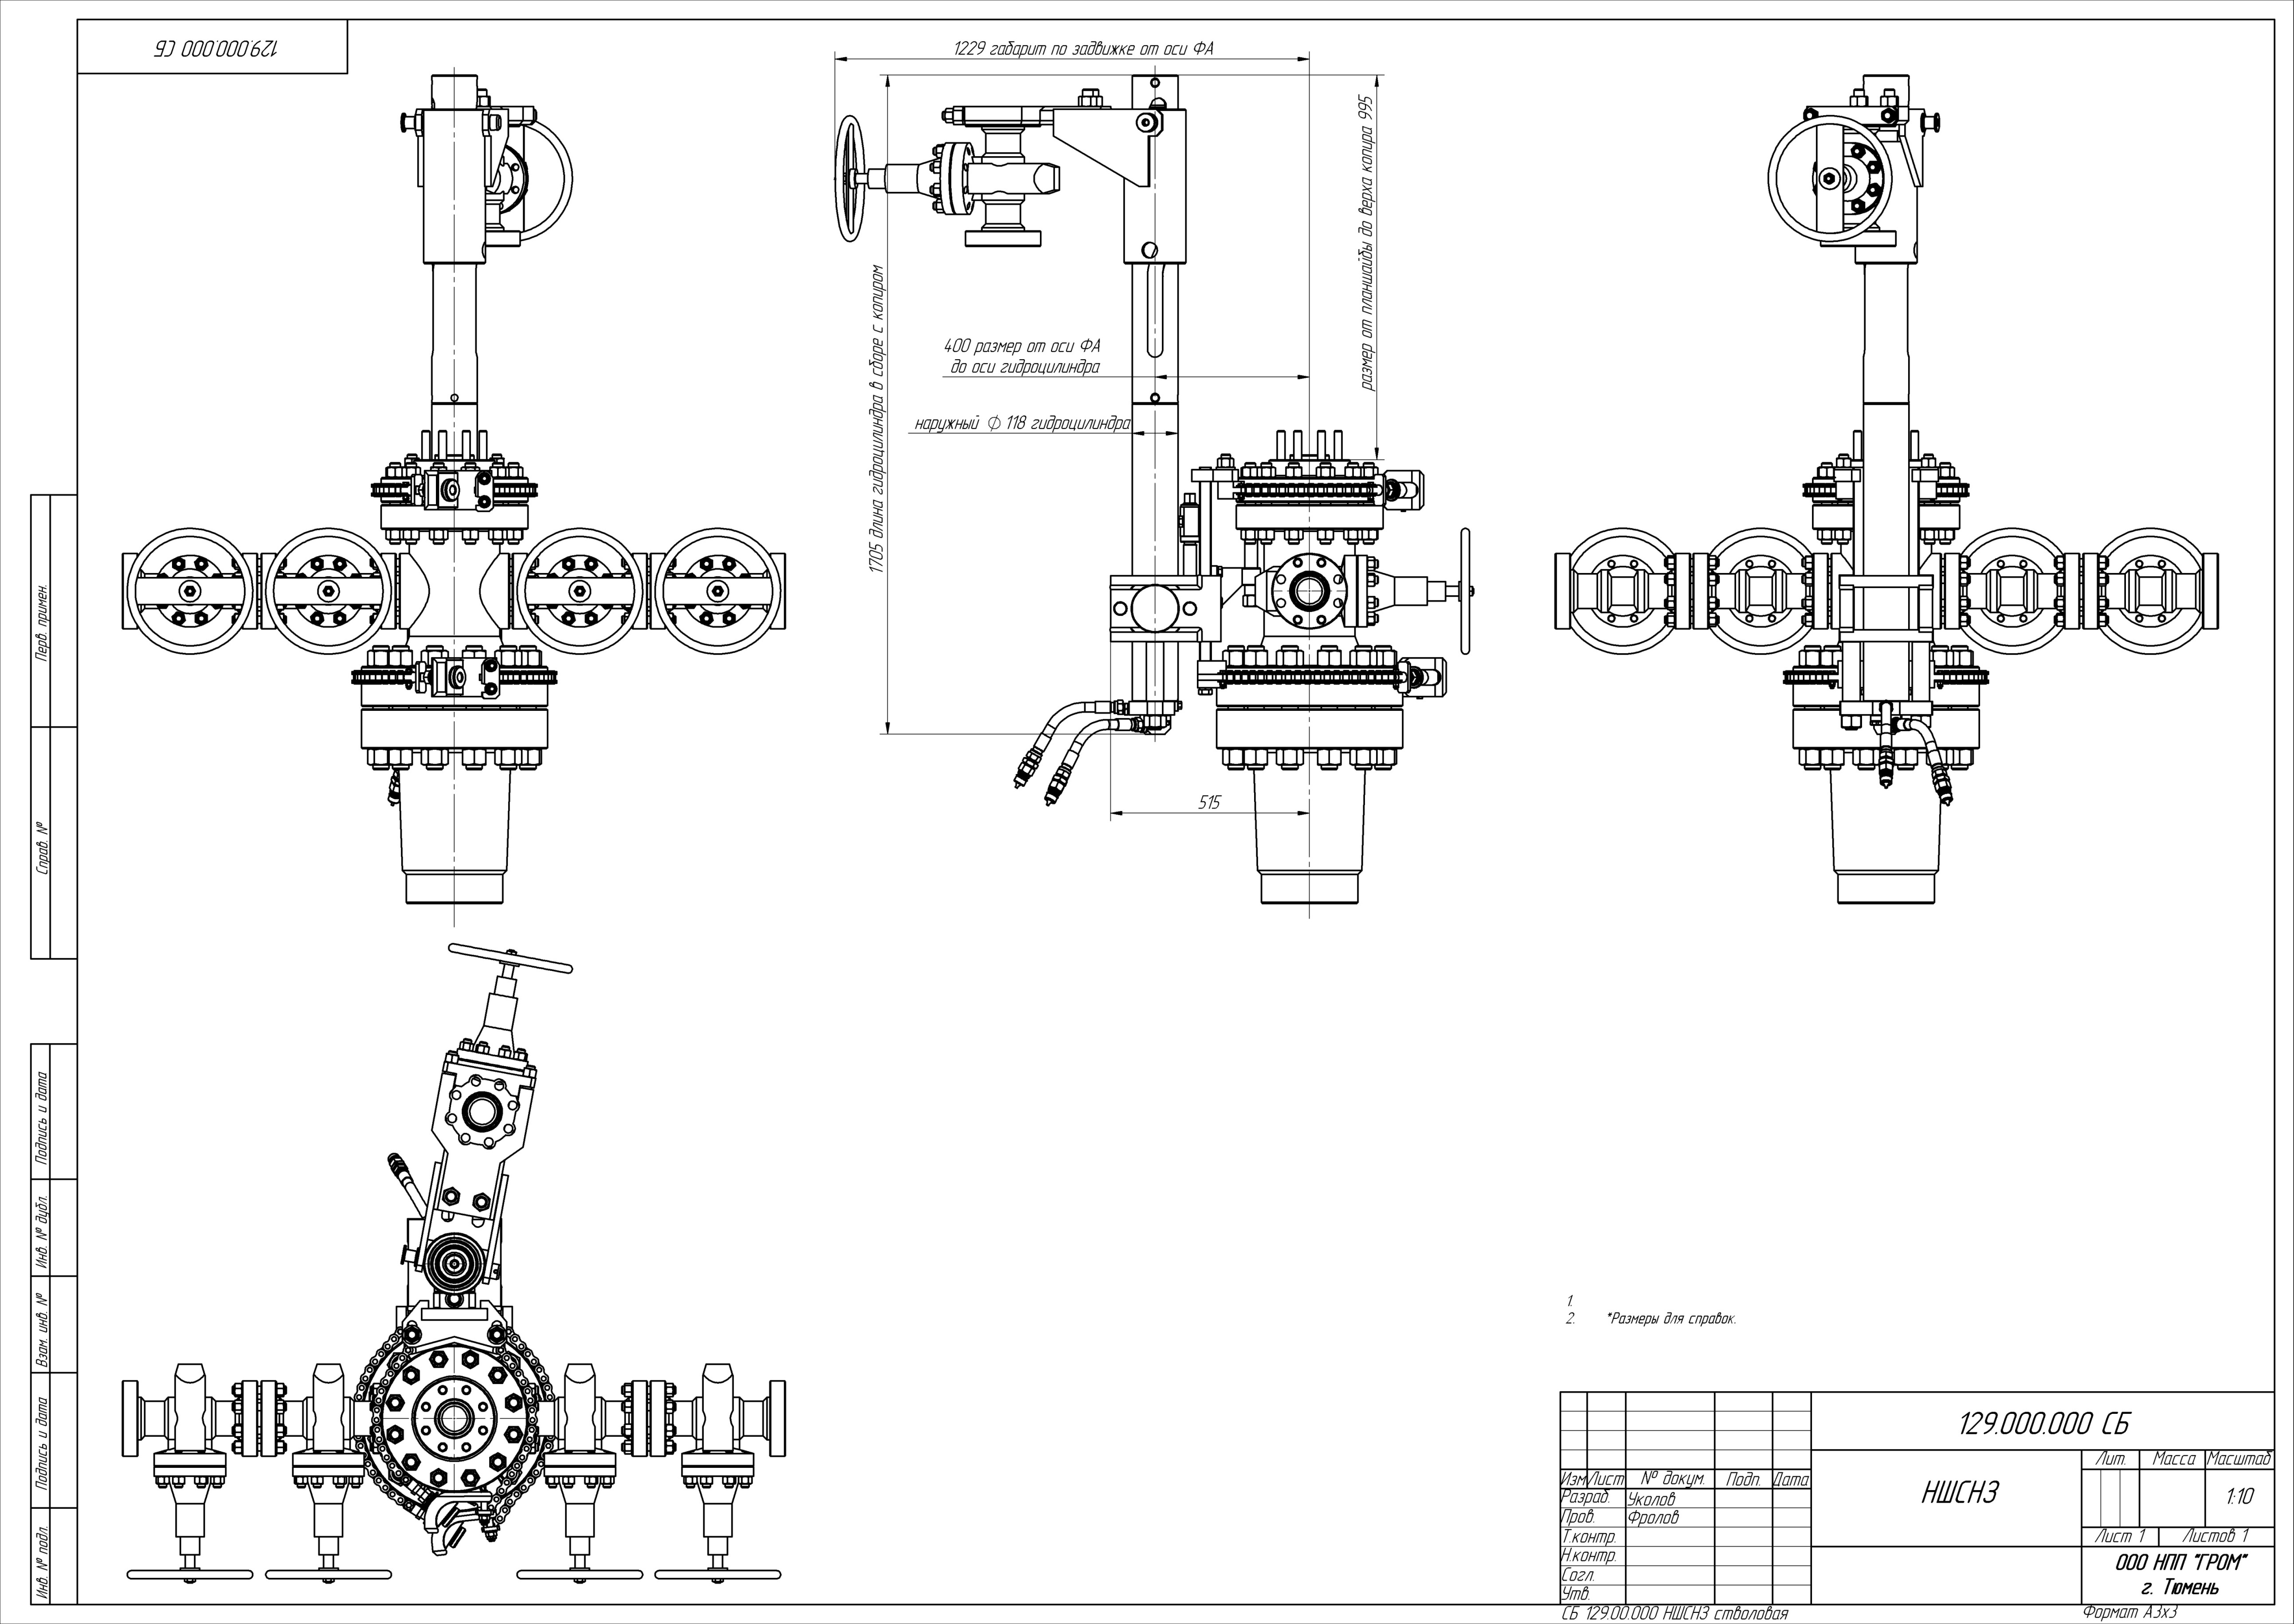 129.000.000 СБ
1229 габарит по задвижке от оси ФА
1705 длина гидроцилиндра в сборе с копиром
размер от планшайбы до верха копира 995
400 размер от оси ФА
до оси гидроцилиндра
наружный ϕ 118 гидроцилиндра
515
Перв. примен.
Справ. №
Подпись и дата
Инв. № дубл.
Взам. инв. №
Подпись и дата
Инв. № подл.
1.
2. *Размеры для справок.
129.000.000 СБ
Лит. Масса Масштаб
НШСНЗ
1:10
Изм Лист № докум. Подп. Дата
Разраб. Уколов
Пров. Фролов
Т.контр.
Лист 1 Листов 1
Н.контр.
Согл.
Утв.
ООО НПП "ГРОМ"
г. Тюмень
СБ 129.00.000 НШСНЗ стволовая
Формат А3х3